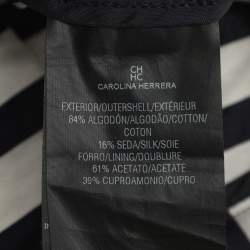 CH
HC
CAROLINA HERRERA
EXTERIOR/OUTERSHELL/EXTÉRIEUR
84% ALGODÓN/ALGODÃO/COTTON/
COTON
16% SEDA/SILK/SOIE
FORRO/LINING/DOUBLURE
61% ACETATO/ACETATE
39% CUPROAMONIO/CUPRO